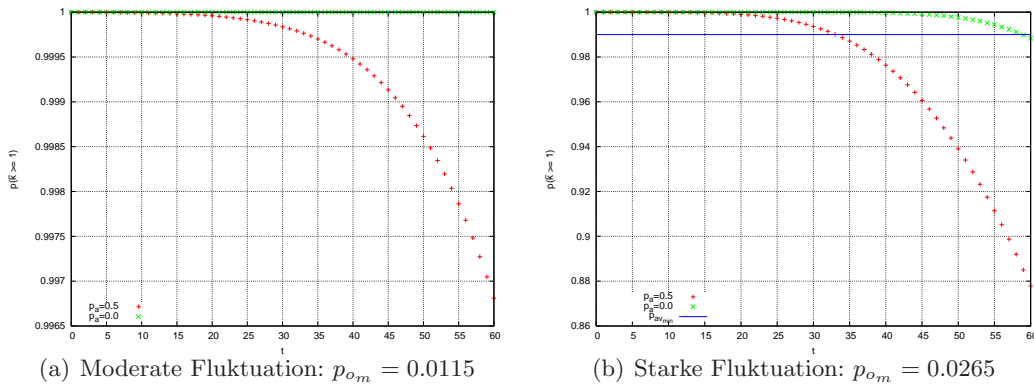 1
0.9995
0.999
0.9985
0.998
0.9975
0.997
0.9965
p(k̄ >= 1)
0 5 10 15 20 25 30 35 40 45 50 55 60
t
p_a=0.5
p_a=0.0
(a) Moderate Fluktuation: p_{o_m} = 0.0115
1
0.98
0.96
0.94
0.92
0.9
0.88
0.86
p(k̄ >= 1)
0 5 10 15 20 25 30 35 40 45 50 55 60
t
p_a=0.5
p_a=0.0
p_{av_{min}}
(b) Starke Fluktuation: p_{o_m} = 0.0265